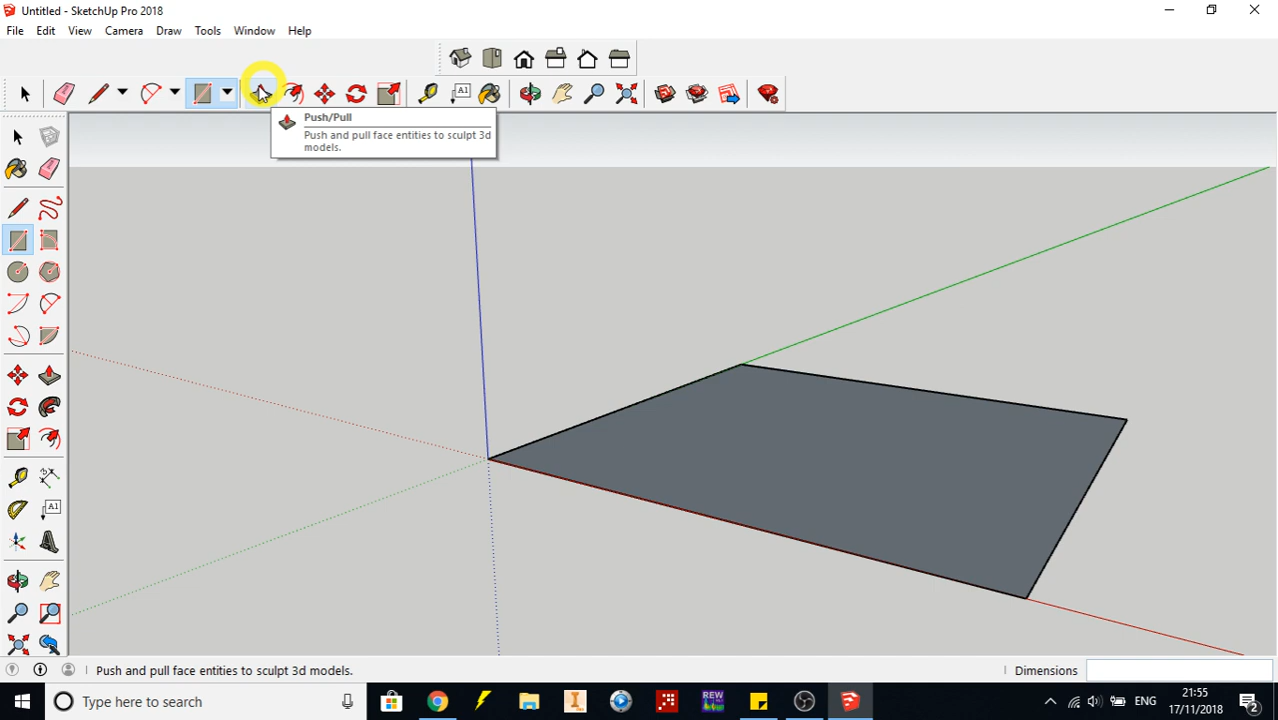 Untitled - SketchUp Pro 2018
File Edit View Camera Draw Tools Window Help
A1
Push/Pull
Push and pull face entities to sculpt 3d
models.
A1
Push and pull face entities to sculpt 3d models.
Dimensions
Type here to search
REW
ENG
21:55
17/11/2018
2